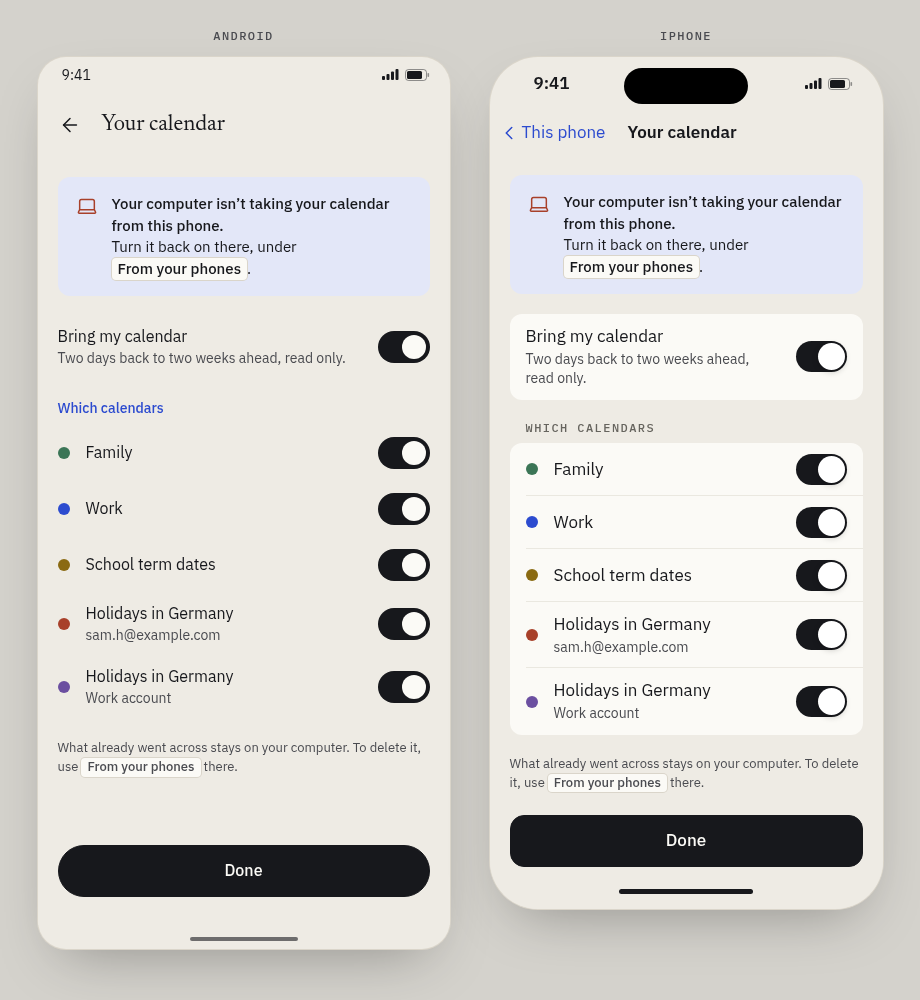 ANDROID
9:41
Your calendar
Your computer isn’t taking your calendar
from this phone.
Turn it back on there, under
From your phones.
Bring my calendar
Two days back to two weeks ahead, read only.
Which calendars
Family
Work
School term dates
Holidays in Germany
sam.h@example.com
Holidays in Germany
Work account
What already went across stays on your computer. To delete it,
use From your phones there.
Done
IPHONE
9:41
This phone
Your calendar
Your computer isn’t taking your calendar
from this phone.
Turn it back on there, under
From your phones.
Bring my calendar
Two days back to two weeks ahead,
read only.
WHICH CALENDARS
Family
Work
School term dates
Holidays in Germany
sam.h@example.com
Holidays in Germany
Work account
What already went across stays on your computer. To delete
it, use From your phones there.
Done